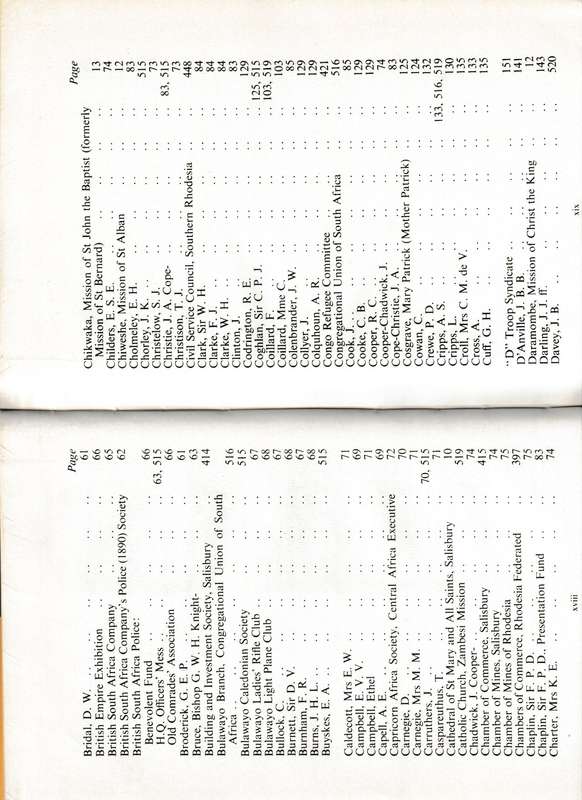 Page
Bridal, D. W. .. .. .. .. .. .. 61
British Empire Exhibition .. .. .. .. 66
British South Africa Company .. .. .. .. 65
British South Africa Company's Police (1890) Society 62
British South Africa Police:
Benevolent Fund .. .. .. .. .. 66
H.Q. Officers' Mess .. .. .. .. 63, 515
Old Comrades' Association .. .. .. .. 66
Broderick, G. E. P. .. .. .. .. .. 61
Bruce, Bishop G. W. H. Knight- .. .. .. 63
Building and Investment Society, Salisbury .. .. 414
Bulawayo Branch, Congregational Union of South
Africa .. .. .. .. .. .. 516
Bulawayo Caledonian Society .. .. .. .. 515
Bulawayo Ladies' Rifle Club .. .. .. .. 67
Bulawayo Light Plane Club .. .. .. .. 68
Bullock, C. .. .. .. .. .. .. 67
Burnett, Sir D. V. .. .. .. .. .. 68
Burnham, F. R. .. .. .. .. .. 67
Burns, J. H. L. .. .. .. .. .. 68
Buyskes, E. A. .. .. .. .. .. 515
Caldecott, Mrs E. W. .. .. .. .. .. 71
Campbell, E. V. V. .. .. .. .. .. 69
Campbell, Ethel .. .. .. .. .. 71
Capell, A. E. .. .. .. .. .. 69
Capricorn Africa Society, Central Africa Executive 72
Carnegie, D. .. .. .. .. .. .. 70
Carnegie, Mrs M. M. .. .. .. .. .. 71
Carruthers, J. .. .. .. .. .. 70, 515
Caspareuthus, T. .. .. .. .. .. 71
Cathedral of St Mary and All Saints, Salisbury .. 10
Catholic Church, Zambesi Mission .. .. .. 519
Chadwick, J. Cooper- .. .. .. .. .. 74
Chamber of Commerce, Salisbury .. .. .. 415
Chamber of Mines, Salisbury .. .. .. .. 74
Chamber of Mines of Rhodesia .. .. .. .. 75
Chambers of Commerce, Rhodesia Federated .. .. 397
Chaplin, Sir F. P. D. .. .. .. .. .. 75
Chaplin, Sir F. P. D., Presentation Fund .. .. 83
Charter, Mrs K. E. .. .. .. .. .. 74
xviii
Page
Chikwaka, Mission of St John the Baptist (formerly
Mission of St Bernard) .. .. .. .. 13
Childers, E. S. E. .. .. .. .. .. 74
Chiweshe, Mission of St Alban .. .. .. .. 12
Cholmeley, E. H. .. .. .. .. .. 83
Chorley, J. K. .. .. .. .. .. 515
Christelow, S. J. .. .. .. .. .. 73
Christie, J. A. Cope- .. .. .. .. 83, 515
Christison, T. J. .. .. .. .. .. 73
Civil Service Council, Southern Rhodesia .. .. 448
Clark, Sir W. H. .. .. .. .. .. 84
Clarke, F. J. .. .. .. .. .. 84
Clarke, W. H. .. .. .. .. .. 84
Clinton, I. .. .. .. .. .. .. 83
Codrington, R. E. .. .. .. .. .. 129
Coghlan, Sir C. P. J. .. .. .. .. 125, 515
Coillard, F. .. .. .. .. .. 103, 519
Coillard, Mme C. .. .. .. .. .. 103
Colenbrander, J. W. .. .. .. .. .. 85
Collyer, J. .. .. .. .. .. .. 129
Colquhoun, A. R. .. .. .. .. .. 129
Congo Refugee Committee .. .. .. .. 421
Congregational Union of South Africa .. .. .. 516
Cook, J. .. .. .. .. .. .. 85
Cooke, C. B. .. .. .. .. .. 129
Cooper, R. C. .. .. .. .. .. 129
Cooper-Chadwick, J. .. .. .. .. .. 74
Cope-Christie, J. A. .. .. .. .. .. 83
Cosgrave, Mary Patrick (Mother Patrick) .. .. 125
Cowan, C. .. .. .. .. .. .. 124
Crewe, P. D. .. .. .. .. .. 132
Cripps, A. S. .. .. .. .. 133, 516, 519
Cripps, L. .. .. .. .. .. .. 130
Croll, Mrs C. M. de V. .. .. .. .. .. 135
Cross, A. .. .. .. .. .. .. 133
Cuff, G. H. .. .. .. .. .. .. 135
"D" Troop Syndicate .. .. .. .. .. 151
D'Anville, J. B. B. .. .. .. .. .. 141
Daramombe, Mission of Christ the King .. .. 12
Darling, J. J. ff. .. .. .. .. .. 143
Davey, J. B. .. .. .. .. .. .. 520
xix